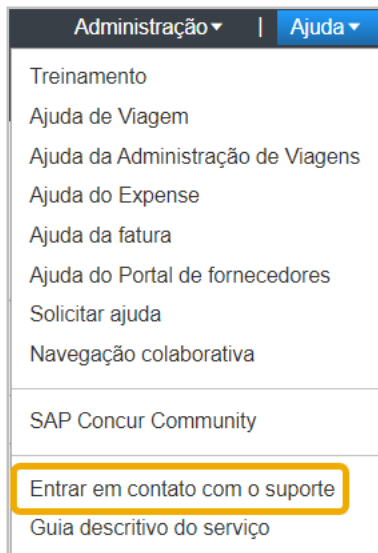 Administração ▾ | Ajuda ▾
Treinamento
Ajuda de Viagem
Ajuda da Administração de Viagens
Ajuda do Expense
Ajuda da fatura
Ajuda do Portal de fornecedores
Solicitar ajuda
Navegação colaborativa
SAP Concur Community
Entrar em contato com o suporte
Guia descritivo do serviço